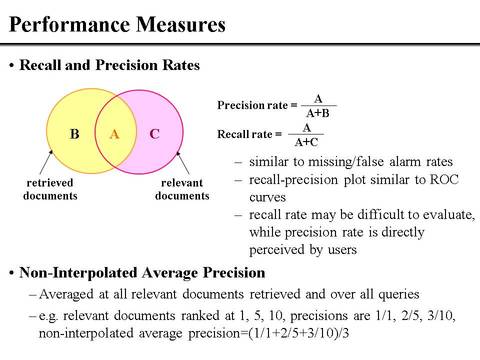 Performance Measures
• Recall and Precision Rates
B A C
retrieved documents
relevant documents
Precision rate = A / A+B
Recall rate = A / A+C
– similar to missing/false alarm rates
– recall-precision plot similar to ROC
curves
– recall rate may be difficult to evaluate,
while precision rate is directly
perceived by users
• Non-Interpolated Average Precision
– Averaged at all relevant documents retrieved and over all queries
– e.g. relevant documents ranked at 1, 5, 10, precisions are 1/1, 2/5, 3/10,
non-interpolated average precision=(1/1+2/5+3/10)/3